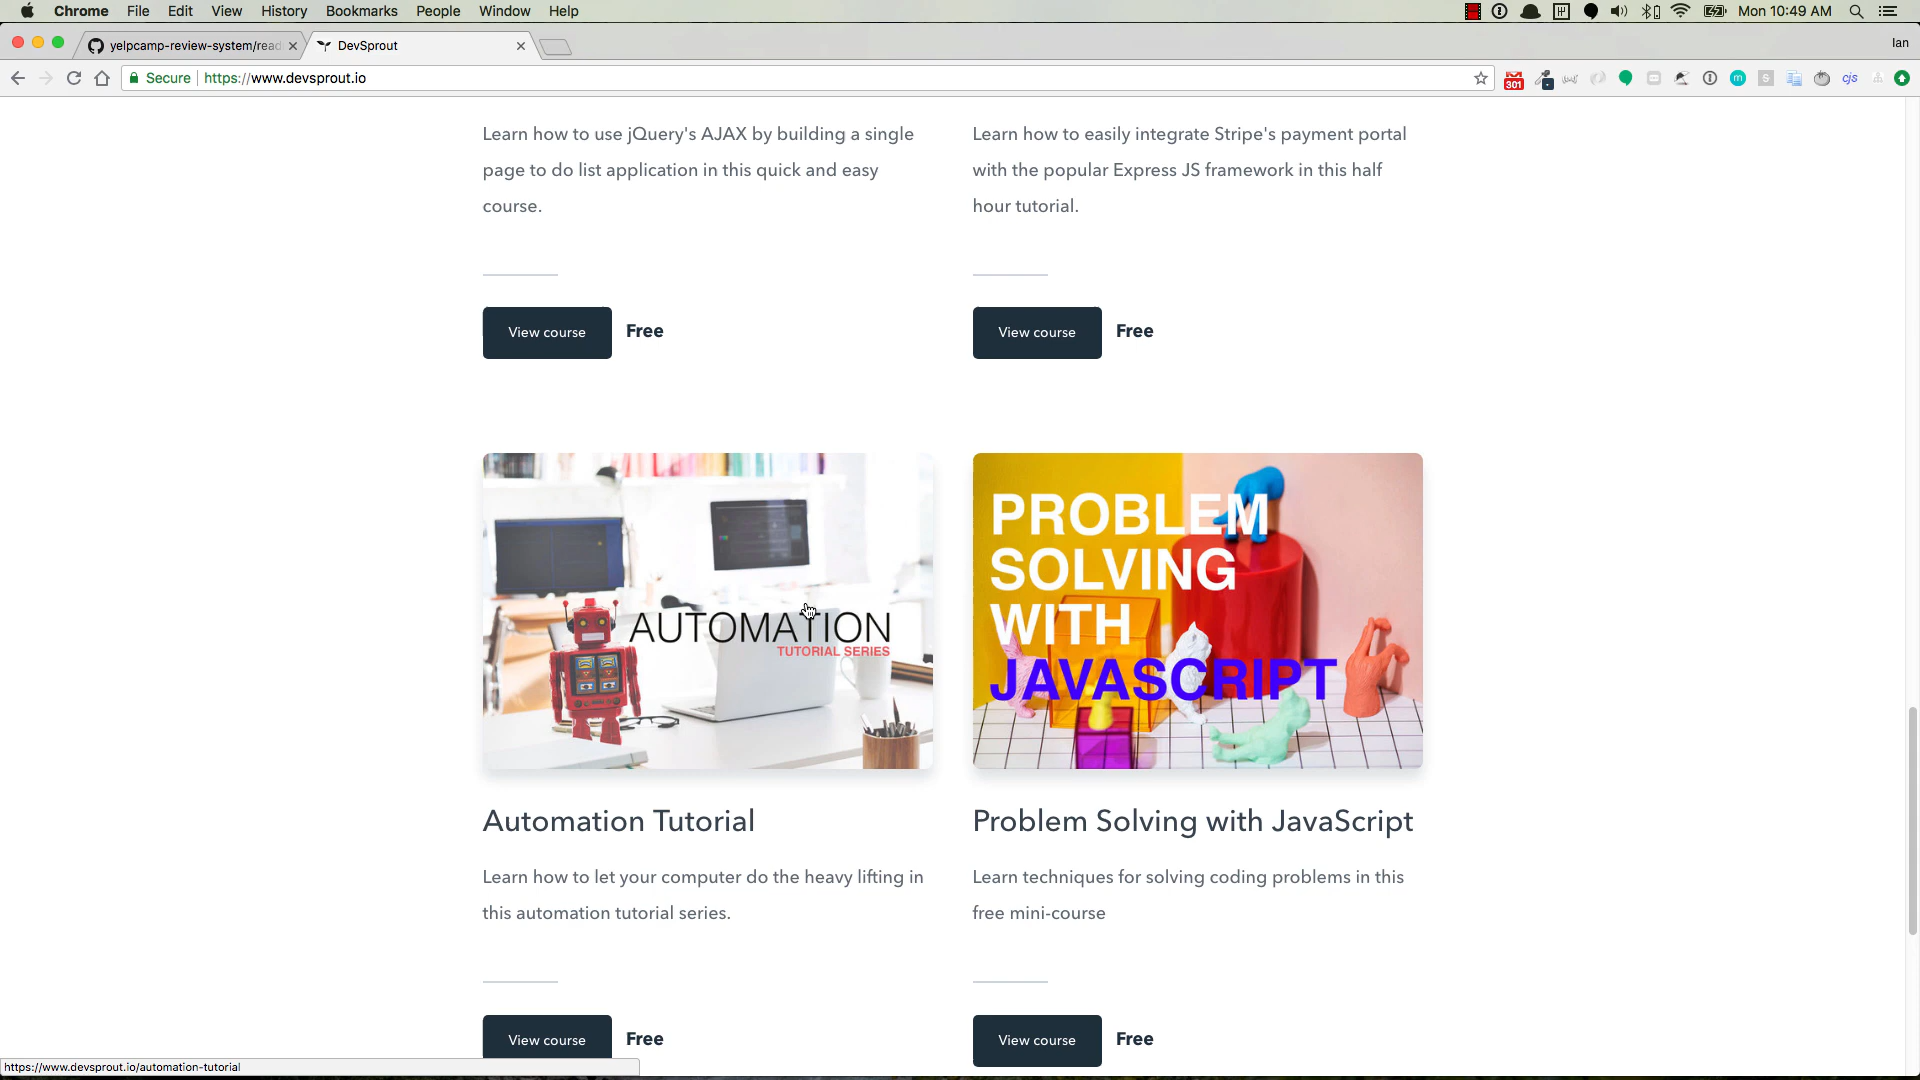 Chrome File Edit View History Bookmarks People Window Help Mon 10:49 AM
yelpcamp-review-system/read DevSprout Ian
Secure https://www.devsprout.io 301 m S cjs
Learn how to use jQuery's AJAX by building a single
page to do list application in this quick and easy
course.
Learn how to easily integrate Stripe's payment portal
with the popular Express JS framework in this half
hour tutorial.
View course Free
View course Free
AUTOMATION
TUTORIAL SERIES
PROBLEM
SOLVING
WITH
JAVASCRIPT
Automation Tutorial
Learn how to let your computer do the heavy lifting in
this automation tutorial series.
Problem Solving with JavaScript
Learn techniques for solving coding problems in this
free mini-course
View course Free
View course Free
https://www.devsprout.io/automation-tutorial